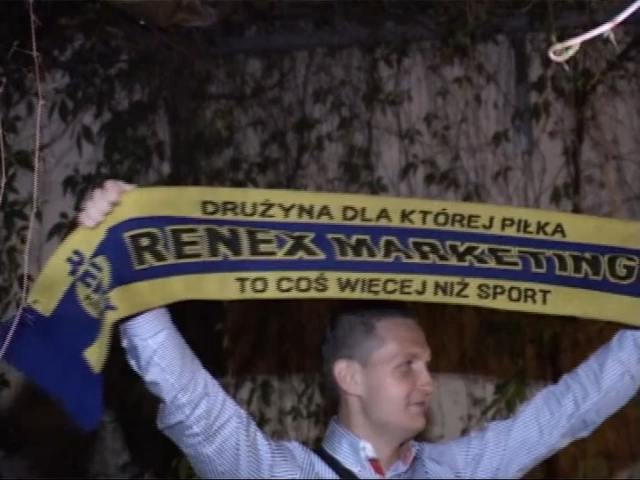 DRUŻYNA DLA KTÓREJ PIŁKA
RENEX MARKETING
TO COŚ WIĘCEJ NIŻ SPORT